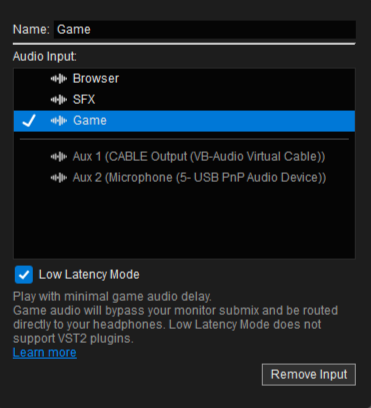 Name: Game
Audio Input:
Browser
SFX
Game
Aux 1 (CABLE Output (VB-Audio Virtual Cable))
Aux 2 (Microphone (5- USB PnP Audio Device))
Low Latency Mode
Play with minimal game audio delay.
Game audio will bypass your monitor submix and be routed
directly to your headphones. Low Latency Mode does not
support VST2 plugins.
Learn more
Remove Input